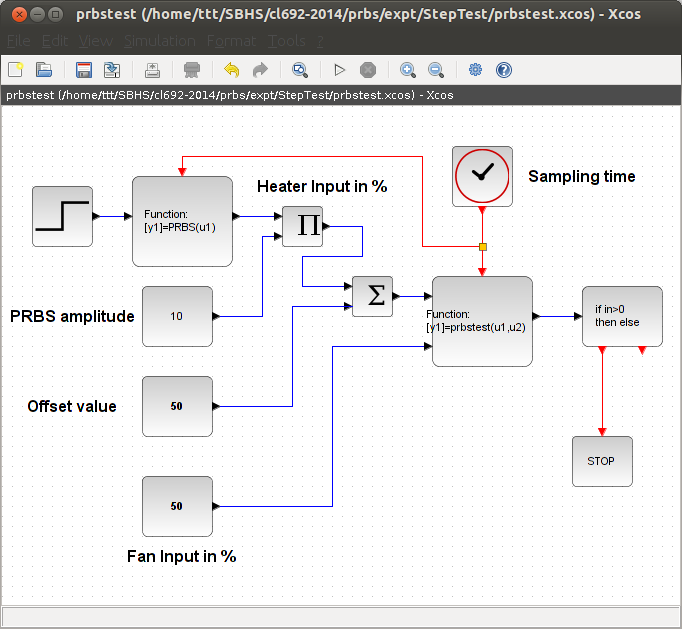 prbstest (/home/ttt/SBHS/cl692-2014/prbs/expt/StepTest/prbstest.xcos) - Xcos
File Edit View Simulation Format Tools ?
prbstest (/home/ttt/SBHS/cl692-2014/prbs/expt/StepTest/prbstest.xcos) - Xcos
Sampling time
Heater Input in %
Function:
[y1]=PRBS(u1)
Π
Σ
PRBS amplitude
10
Function:
[y1]=prbstest(u1,u2)
if in>0
then else
Offset value
50
STOP
50
Fan Input in %